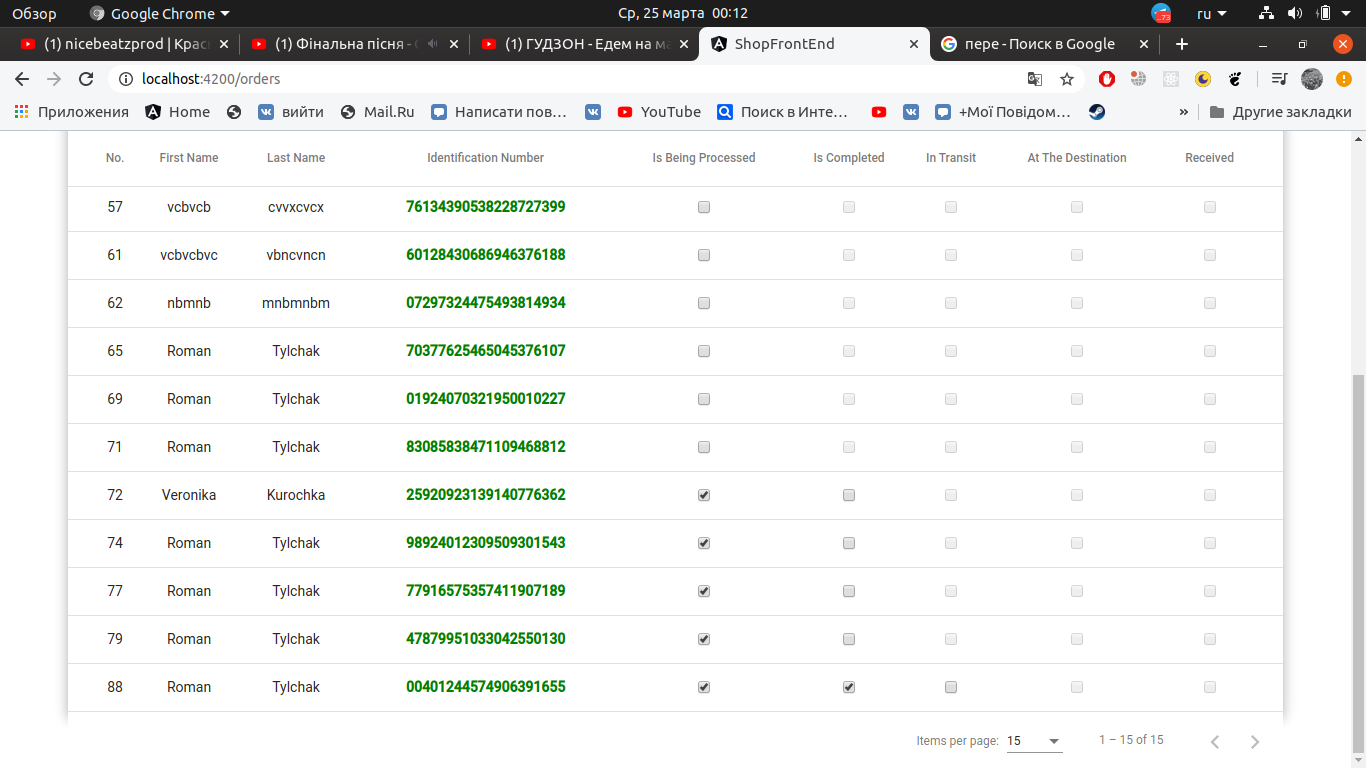 Обзор Google Chrome Ср, 25 марта 00:12 73 ru
(1) nicebeatzprod | Крас (1) Фінальна пісня - (1) ГУДЗОН - Едем на ма ShopFrontEnd пере - Поиск в Google
localhost:4200/orders
Приложения Home вийти Mail.Ru Написати пов... YouTube Поиск в Инте... +Мої Повідом... » Другие закладки
No. First Name Last Name Identification Number Is Being Processed Is Completed In Transit At The Destination Received
57 vcbvcb cvvxcvcx 76134390538228727399
61 vcbvcbvc vbncvncn 60128430686946376188
62 nbmnb mnbmnbm 07297324475493814934
65 Roman Tylchak 70377625465045376107
69 Roman Tylchak 01924070321950010227
71 Roman Tylchak 83085838471109468812
72 Veronika Kurochka 25920923139140776362
74 Roman Tylchak 98924012309509301543
77 Roman Tylchak 77916575357411907189
79 Roman Tylchak 47879951033042550130
88 Roman Tylchak 00401244574906391655
Items per page: 15 1 – 15 of 15